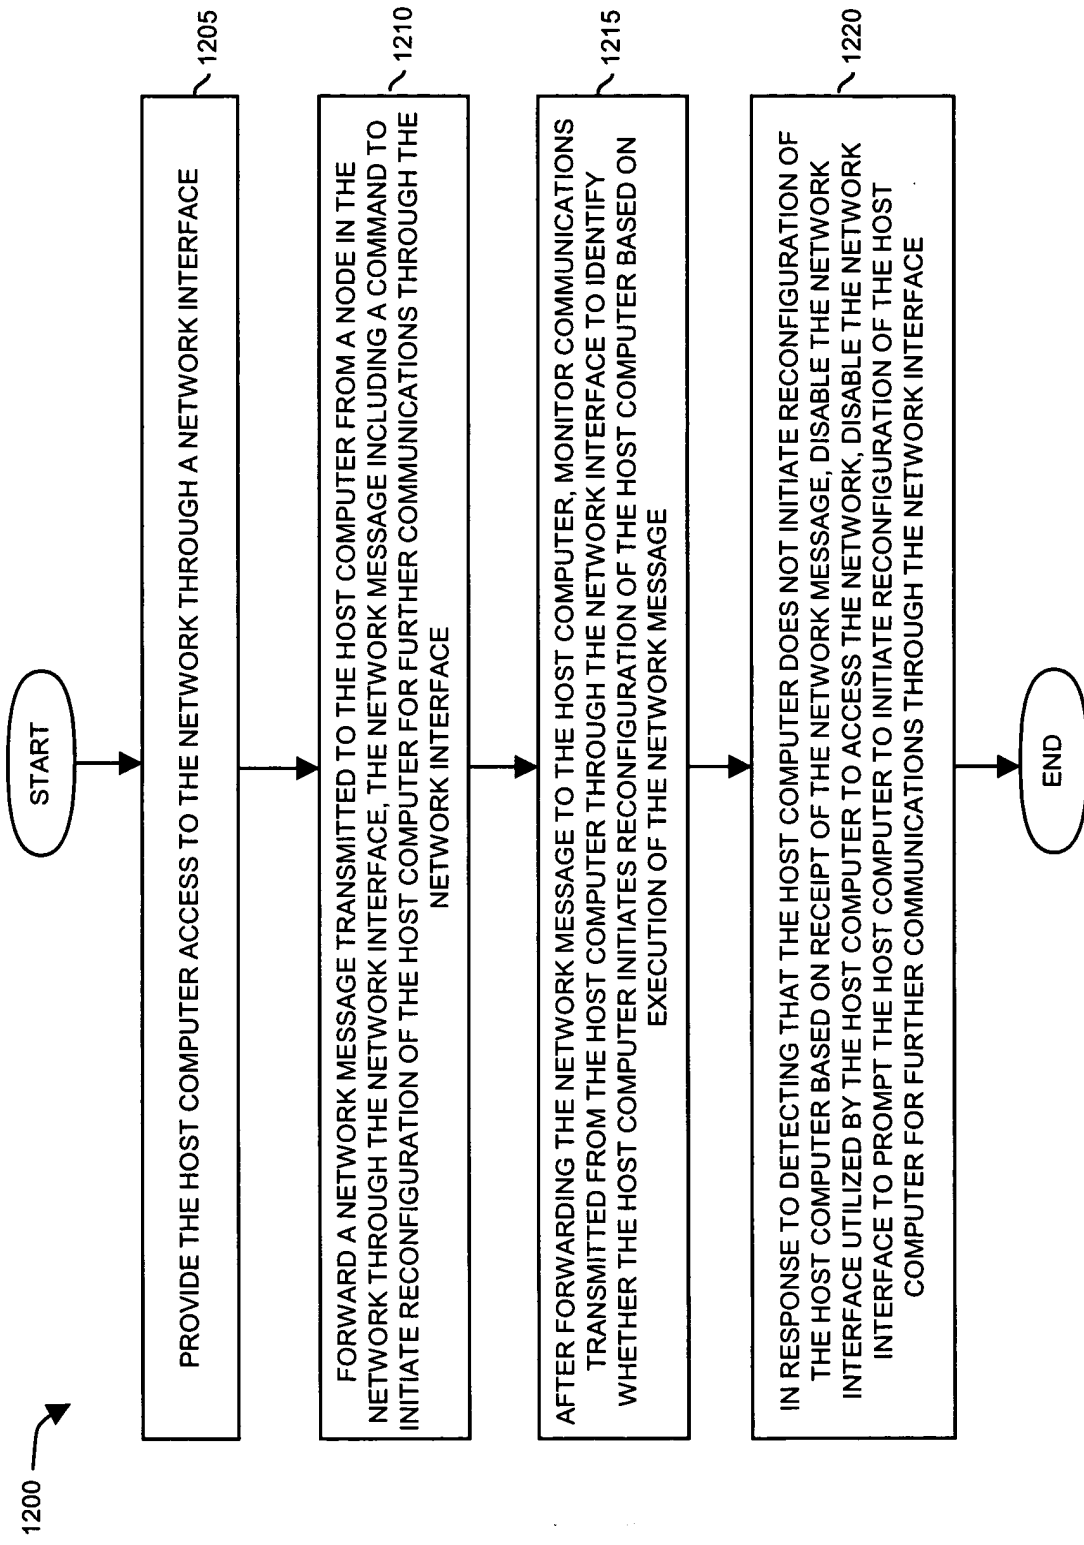 1200
START
PROVIDE THE HOST COMPUTER ACCESS TO THE NETWORK THROUGH A NETWORK INTERFACE
1205
FORWARD A NETWORK MESSAGE TRANSMITTED TO THE HOST COMPUTER FROM A NODE IN THE
NETWORK THROUGH THE NETWORK INTERFACE, THE NETWORK MESSAGE INCLUDING A COMMAND TO
INITIATE RECONFIGURATION OF THE HOST COMPUTER FOR FURTHER COMMUNICATIONS THROUGH THE
NETWORK INTERFACE
1210
AFTER FORWARDING THE NETWORK MESSAGE TO THE HOST COMPUTER, MONITOR COMMUNICATIONS
TRANSMITTED FROM THE HOST COMPUTER THROUGH THE NETWORK INTERFACE TO IDENTIFY
WHETHER THE HOST COMPUTER INITIATES RECONFIGURATION OF THE HOST COMPUTER BASED ON
EXECUTION OF THE NETWORK MESSAGE
1215
IN RESPONSE TO DETECTING THAT THE HOST COMPUTER DOES NOT INITIATE RECONFIGURATION OF
THE HOST COMPUTER BASED ON RECEIPT OF THE NETWORK MESSAGE, DISABLE THE NETWORK
INTERFACE UTILIZED BY THE HOST COMPUTER TO ACCESS THE NETWORK, DISABLE THE NETWORK
INTERFACE TO PROMPT THE HOST COMPUTER TO INITIATE RECONFIGURATION OF THE HOST
COMPUTER FOR FURTHER COMMUNICATIONS THROUGH THE NETWORK INTERFACE
1220
END